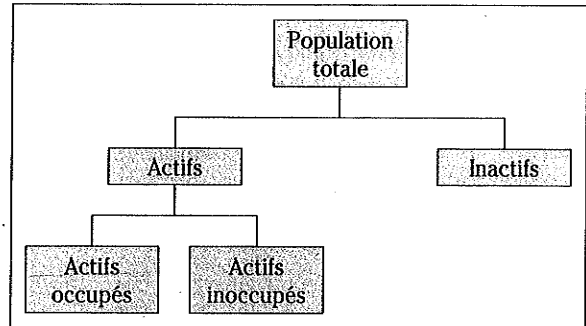 Population
totale
Actifs
Inactifs
Actifs
occupés
Actifs
inoccupés